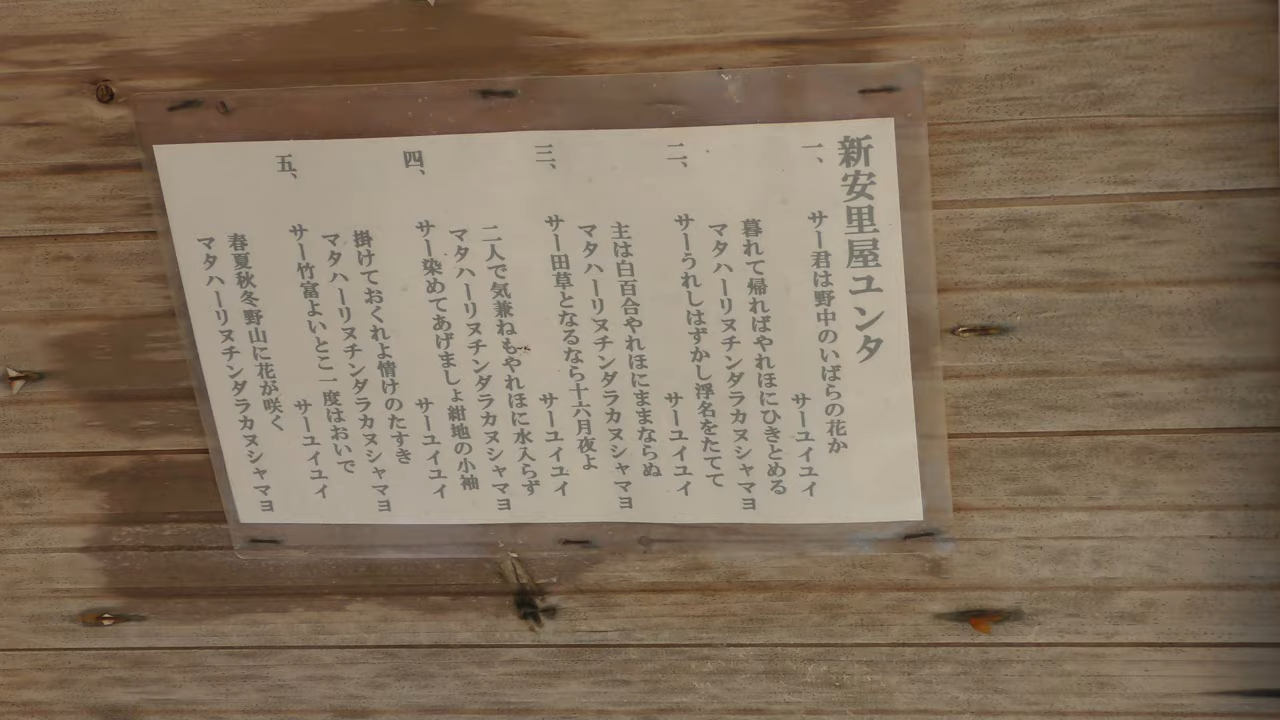 新安里屋ユンタ
一、 サー君は野中のいばらの花か
サーユイユイ
暮れて帰ればやれほにひきとめる
マタハーリヌチンダラカヌシャマヨ
二、 サーうれしはずかし浮名をたてて
サーユイユイ
主は白百合やれほにままならぬ
マタハーリヌチンダラカヌシャマヨ
三、 サー田草となるなら十六月夜よ
サーユイユイ
二人で気兼ねもやれほに水入らず
マタハーリヌチンダラカヌシャマヨ
四、 サー染めてあげましょ紺地の小袖
サーユイユイ
掛けておくれよ情けのたすき
マタハーリヌチンダラカヌシャマヨ
五、 サー竹富よいとこ一度はおいで
サーユイユイ
春夏秋冬野山に花が咲く
マタハーリヌチンダラカヌシャマヨ